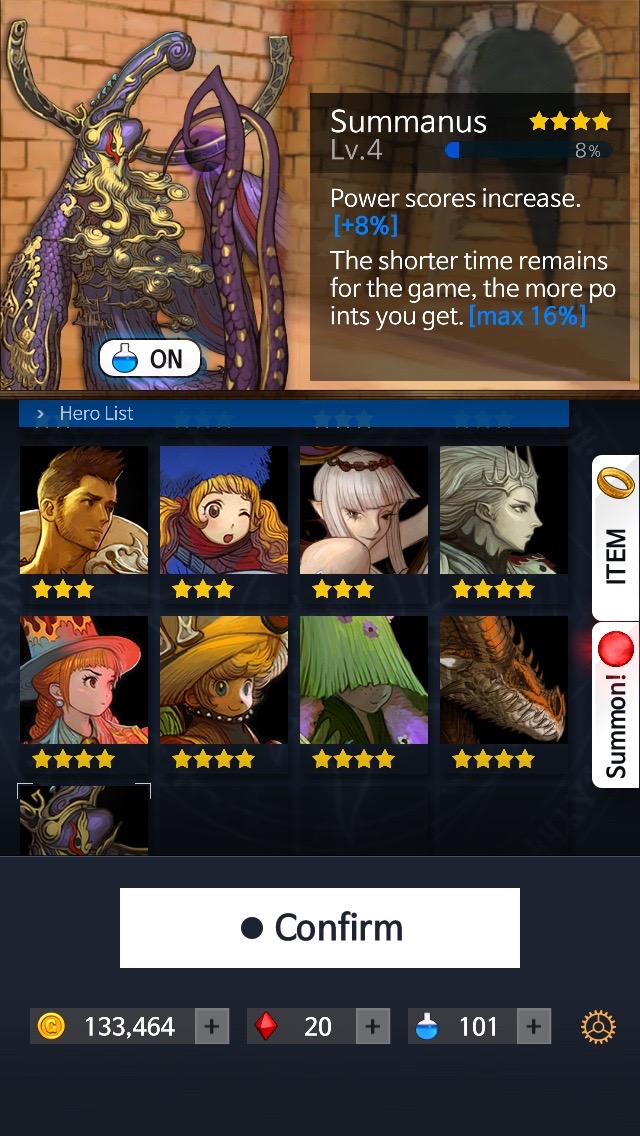 Summanus
Lv.4
8%
Power scores increase.
[+8%]
The shorter time remains
for the game, the more po
ints you get. [max 16%]
ON
> Hero List
ITEM
Summon!
Confirm
133,464 +
20 +
101 +